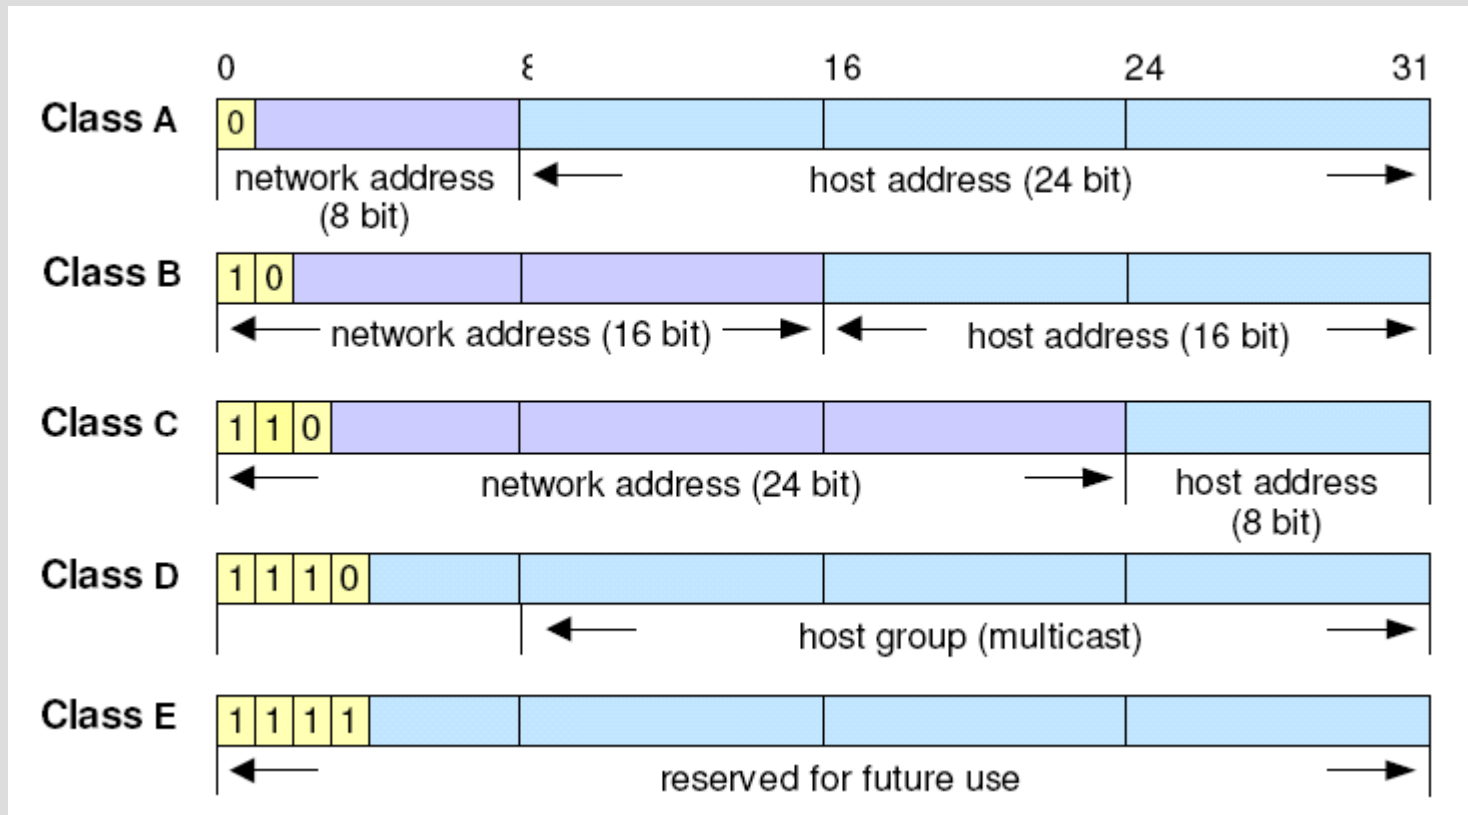 0 8 16 24 31
Class A 0
network address host address (24 bit)
(8 bit)
Class B 1 0
network address (16 bit) host address (16 bit)
Class C 1 1 0
network address (24 bit) host address
(8 bit)
Class D 1 1 1 0
host group (multicast)
Class E 1 1 1 1
reserved for future use